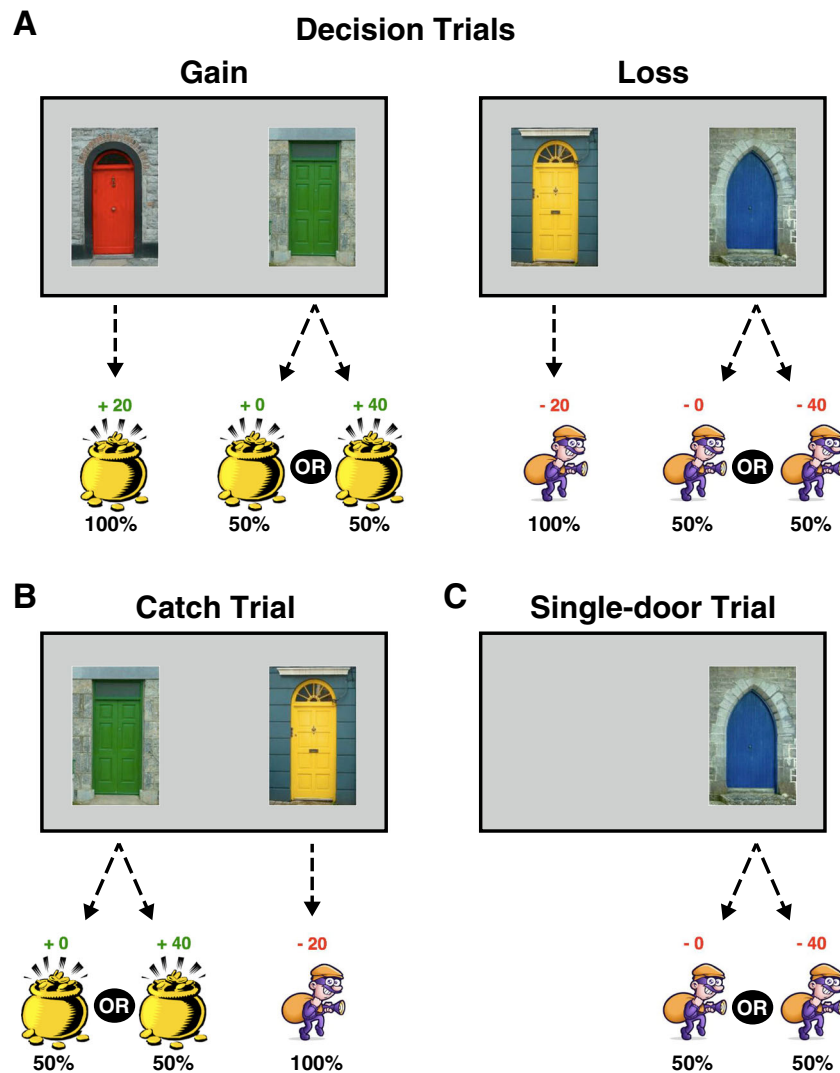 A
Decision Trials
Gain
Loss
+ 20
+ 0
+ 40
- 20
- 0
- 40
OR
OR
100%
50%
50%
100%
50%
50%
B
Catch Trial
C
Single-door Trial
+ 0
+ 40
- 20
- 0
- 40
OR
OR
50%
50%
100%
50%
50%